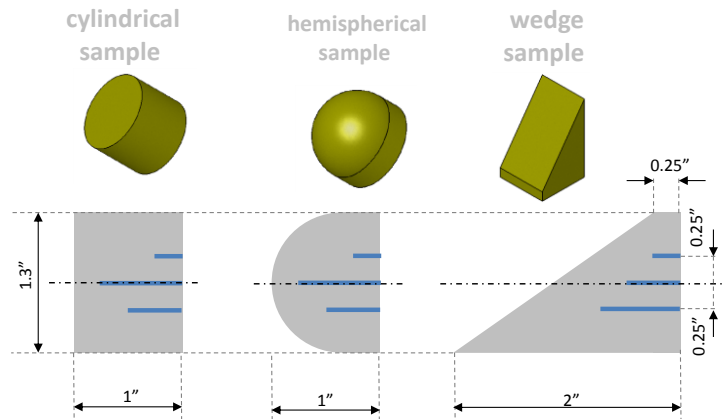 cylindrical
sample
hemispherical
sample
wedge
sample
0.25”
0.25”
1.3”
0.25”
1”
1”
2”